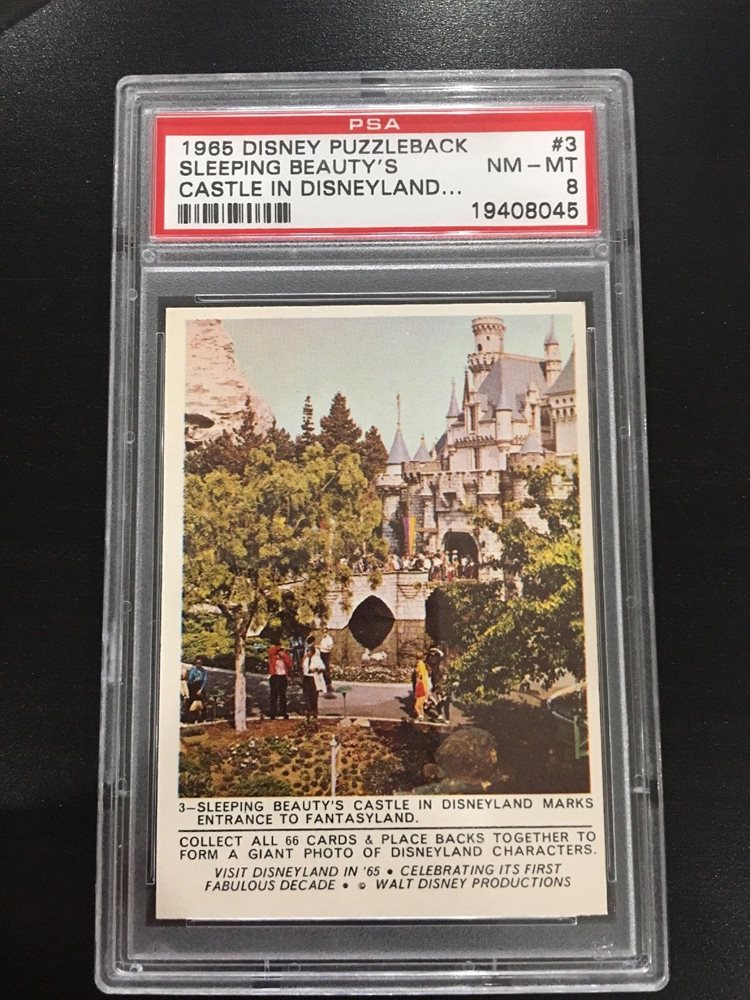 PSA
1965 DISNEY PUZZLEBACK #3
SLEEPING BEAUTY'S NM - MT
CASTLE IN DISNEYLAND... 8
19408045
3-SLEEPING BEAUTY'S CASTLE IN DISNEYLAND MARKS
ENTRANCE TO FANTASYLAND.
COLLECT ALL 66 CARDS & PLACE BACKS TOGETHER TO
FORM A GIANT PHOTO OF DISNEYLAND CHARACTERS.
VISIT DISNEYLAND IN '65 • CELEBRATING ITS FIRST
FABULOUS DECADE • © WALT DISNEY PRODUCTIONS